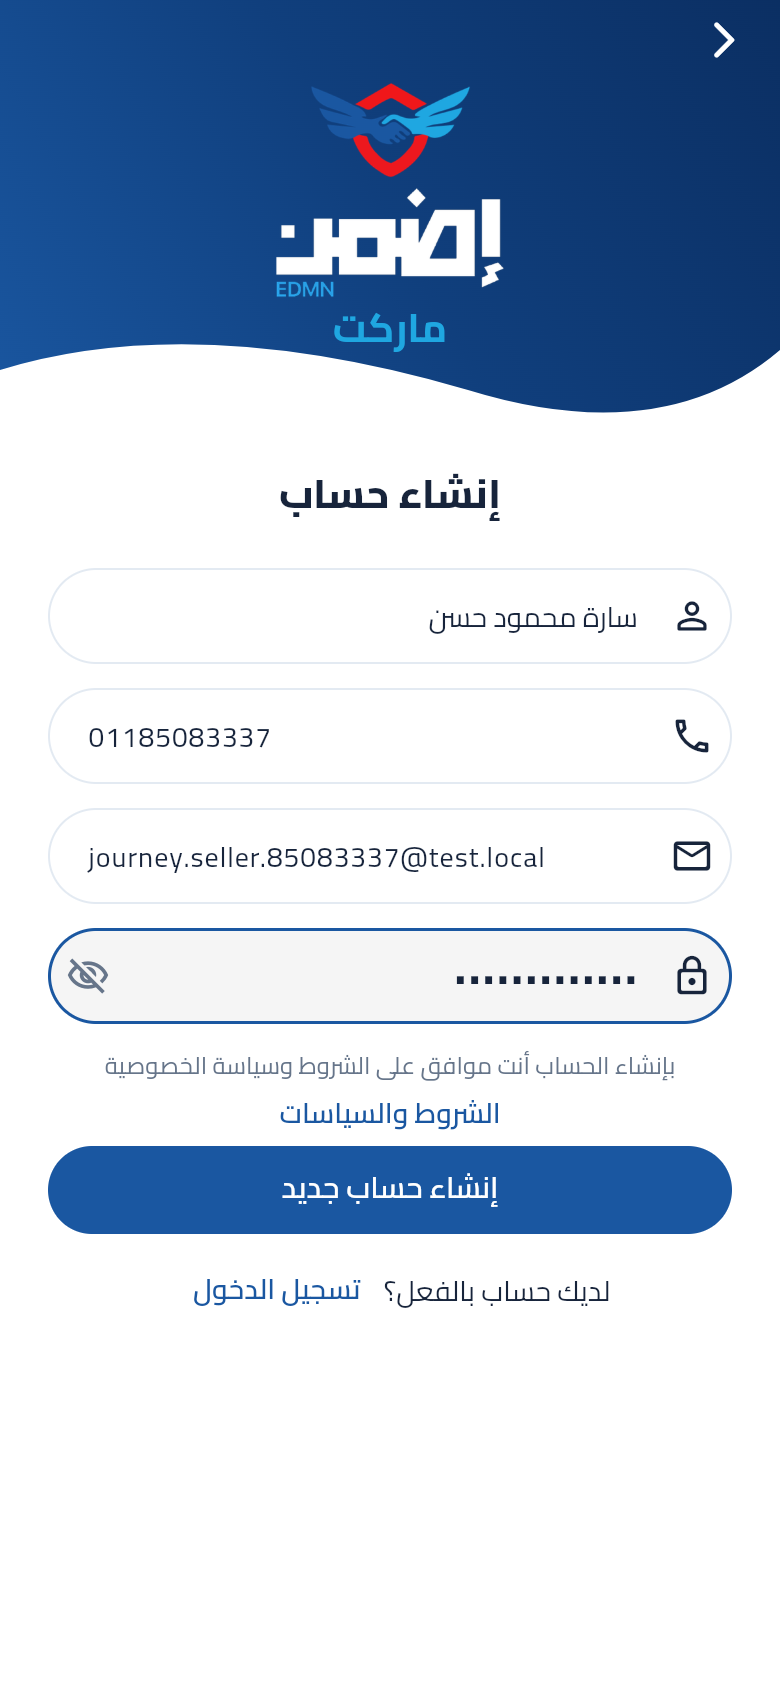 إضمن
EDMN
ماركت
إنشاء حساب
سارة محمود حسن
01185083337
journey.seller.85083337@test.local
•••••••••••••
بإنشاء الحساب أنت موافق على الشروط وسياسة الخصوصية
الشروط والسياسات
إنشاء حساب جديد
لديك حساب بالفعل؟ تسجيل الدخول